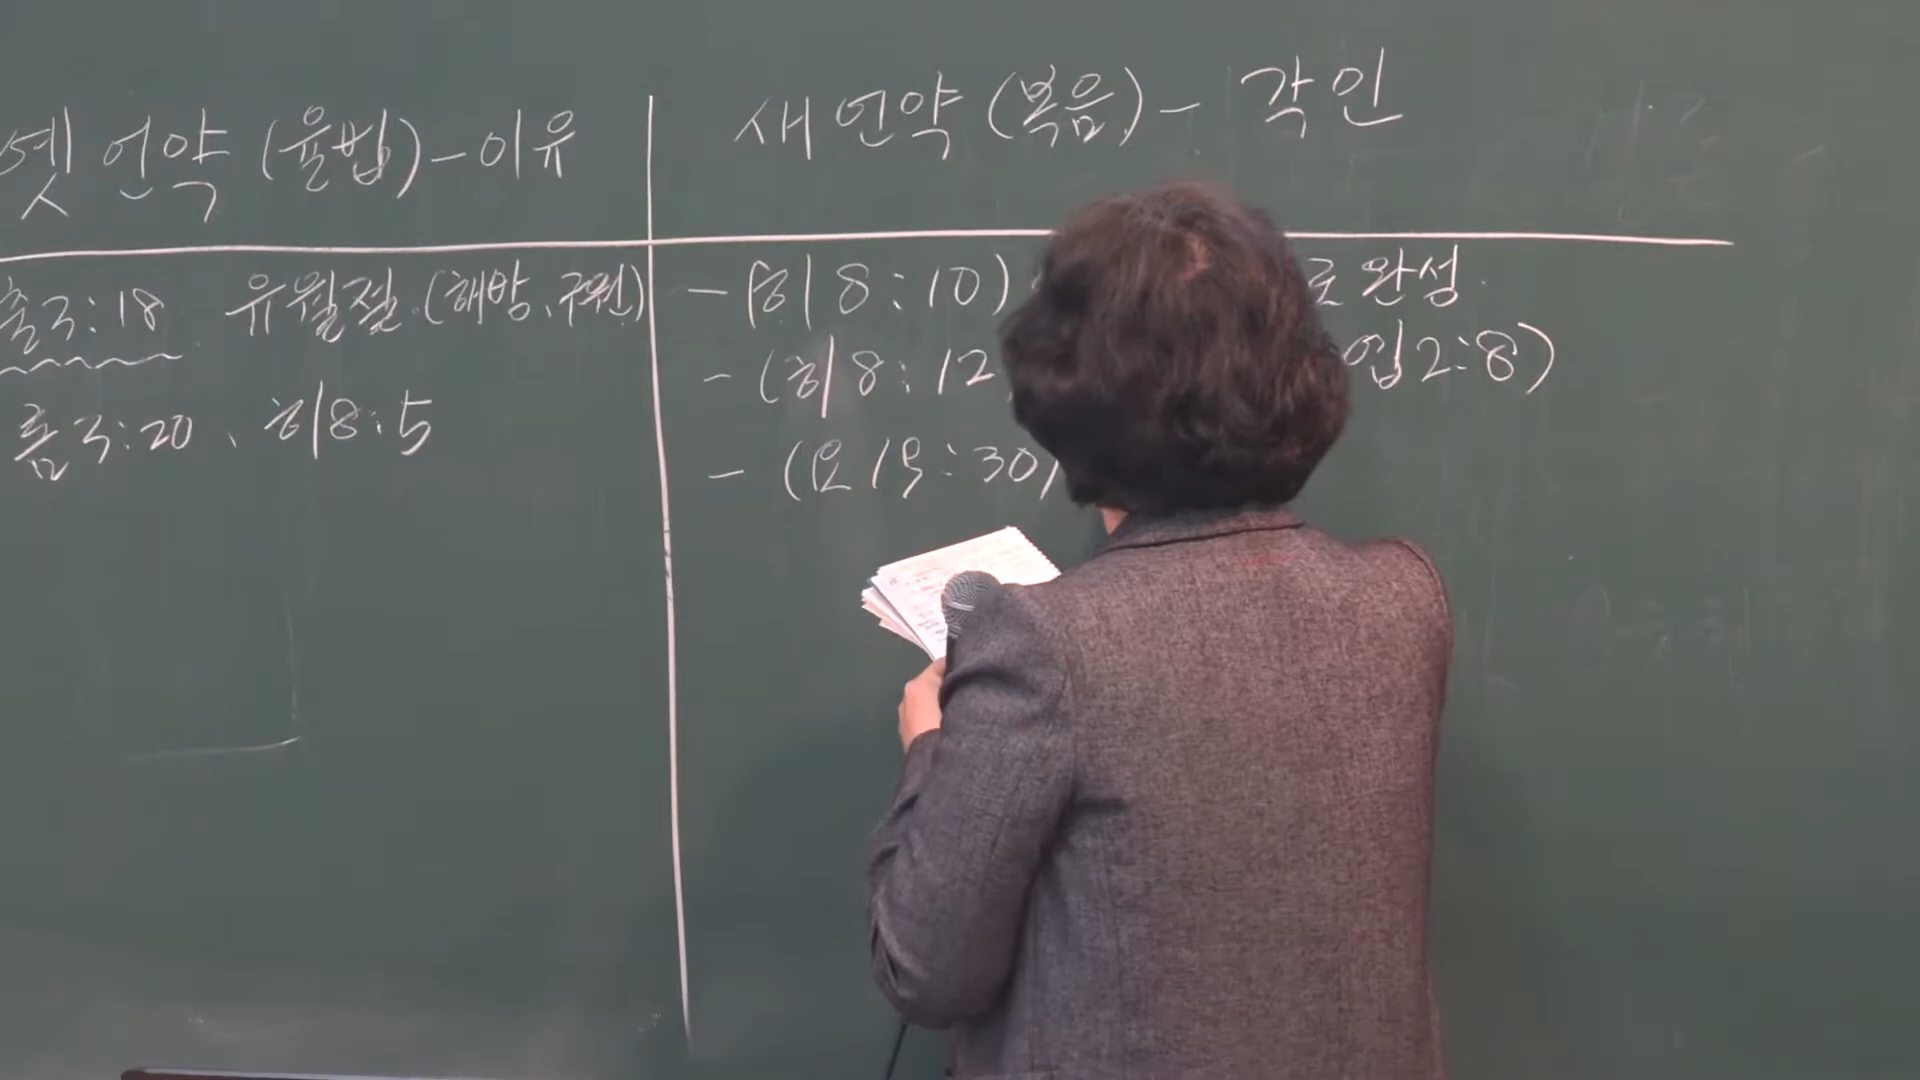 옛 언약 (율법) - 이유
출3:18 유월절. (해방, 구원)
롬3:20, 히8:5
새 언약 (복음) - 각인
- (히 8:10) 로 완성.
- (히 8:12 엡2:8)
- (요 19:30)